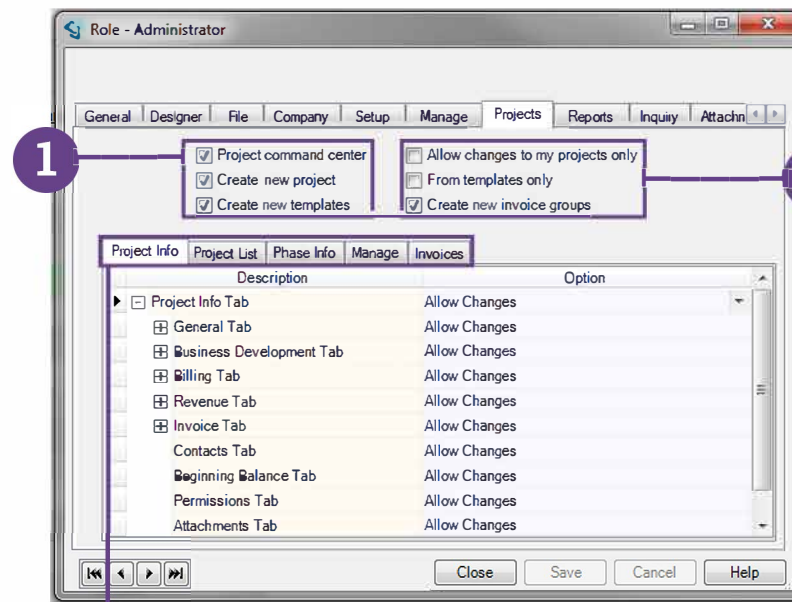 Role - Administrator
General Designer File Company Setup Manage Projects Reports Inquiry Attachn
1
Project command center Allow changes to my projects only
Create new project From templates only
Create new templates Create new invoice groups
Project Info Project List Phase Info Manage Invoices
Description Option
Project Info Tab Allow Changes
General Tab Allow Changes
Business Development Tab Allow Changes
Billing Tab Allow Changes
Revenue Tab Allow Changes
Invoice Tab Allow Changes
Contacts Tab Allow Changes
Beginning Balance Tab Allow Changes
Permissions Tab Allow Changes
Attachments Tab Allow Changes
Close Save Cancel Help